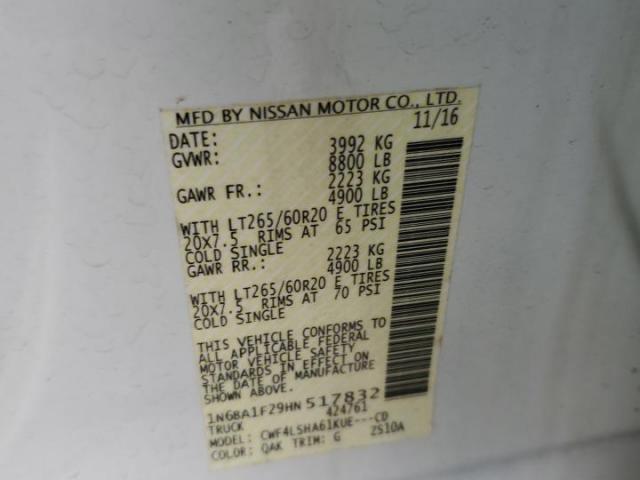 MFD BY NISSAN MOTOR CO., LTD.
DATE: 11/16
GVWR: 3992 KG
8800 LB
GAWR FR.: 2223 KG
4900 LB
WITH LT265/60R20 E TIRES
20X7.5 RIMS AT 65 PSI
COLD SINGLE
GAWR RR.: 2223 KG
4900 LB
WITH LT265/60R20 E TIRES
20X7.5 RIMS AT 70 PSI
COLD SINGLE
THIS VEHICLE CONFORMS TO
ALL APPLICABLE FEDERAL
MOTOR VEHICLE SAFETY
STANDARDS IN EFFECT ON
THE DATE OF MANUFACTURE
SHOWN ABOVE.
1N6BA1F29HN517832
TRUCK 424761
MODEL: CWF4LSHA61KUE---CD
COLOR: QAK TRIM: G ZS10A